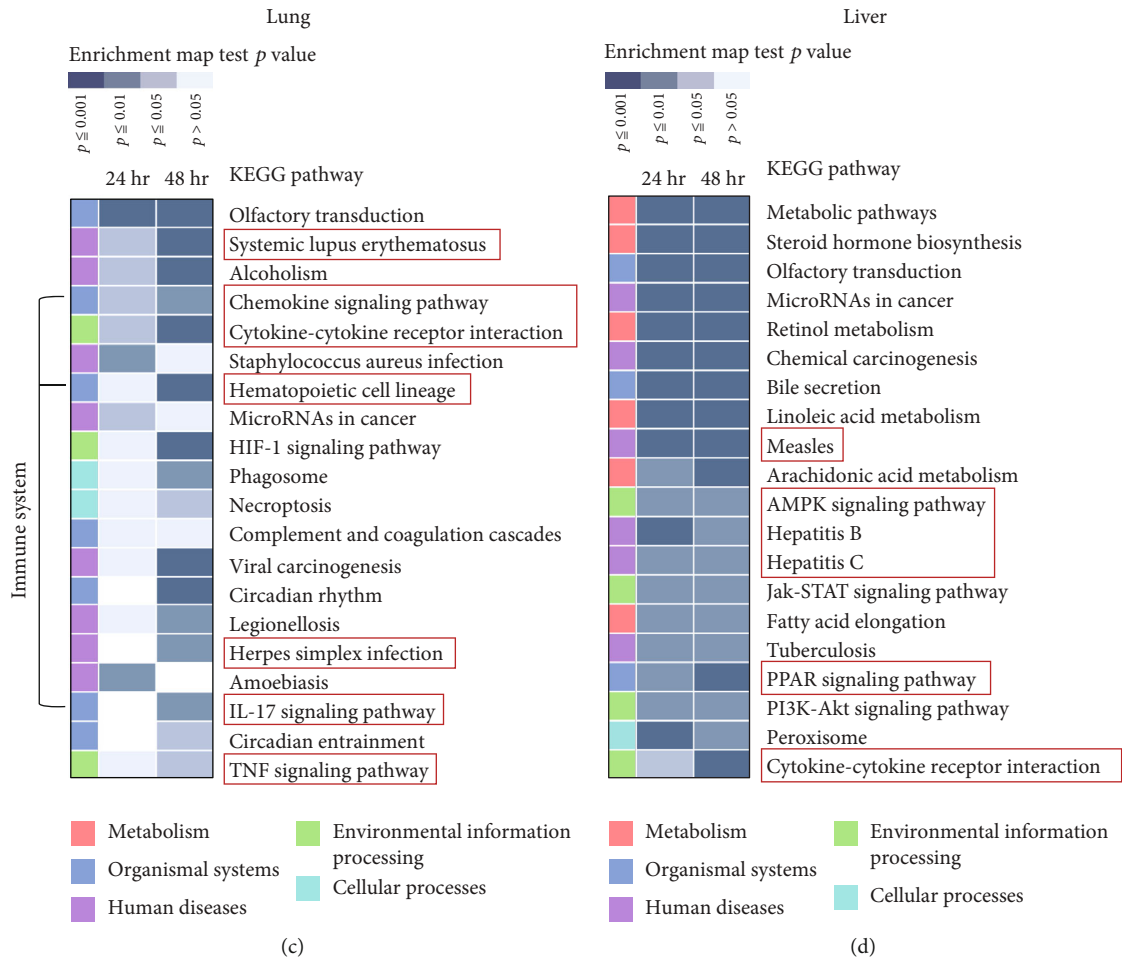 Lung
Enrichment map test p value
p ≦ 0.001
p ≦ 0.01
p ≦ 0.05
p > 0.05
24 hr
48 hr
KEGG pathway
Olfactory transduction
Systemic lupus erythematosus
Alcoholism
Chemokine signaling pathway
Cytokine-cytokine receptor interaction
Staphylococcus aureus infection
Hematopoietic cell lineage
MicroRNAs in cancer
HIF-1 signaling pathway
Phagosome
Necroptosis
Complement and coagulation cascades
Viral carcinogenesis
Circadian rhythm
Legionellosis
Herpes simplex infection
Amoebiasis
IL-17 signaling pathway
Circadian entrainment
TNF signaling pathway
Immune system
Metabolism
Organismal systems
Human diseases
Environmental information
processing
Cellular processes
(c)
Liver
Enrichment map test p value
p ≦ 0.001
p ≦ 0.01
p ≦ 0.05
p > 0.05
24 hr
48 hr
KEGG pathway
Metabolic pathways
Steroid hormone biosynthesis
Olfactory transduction
MicroRNAs in cancer
Retinol metabolism
Chemical carcinogenesis
Bile secretion
Linoleic acid metabolism
Measles
Arachidonic acid metabolism
AMPK signaling pathway
Hepatitis B
Hepatitis C
Jak-STAT signaling pathway
Fatty acid elongation
Tuberculosis
PPAR signaling pathway
PI3K-Akt signaling pathway
Peroxisome
Cytokine-cytokine receptor interaction
Metabolism
Organismal systems
Human diseases
Environmental information
processing
Cellular processes
(d)